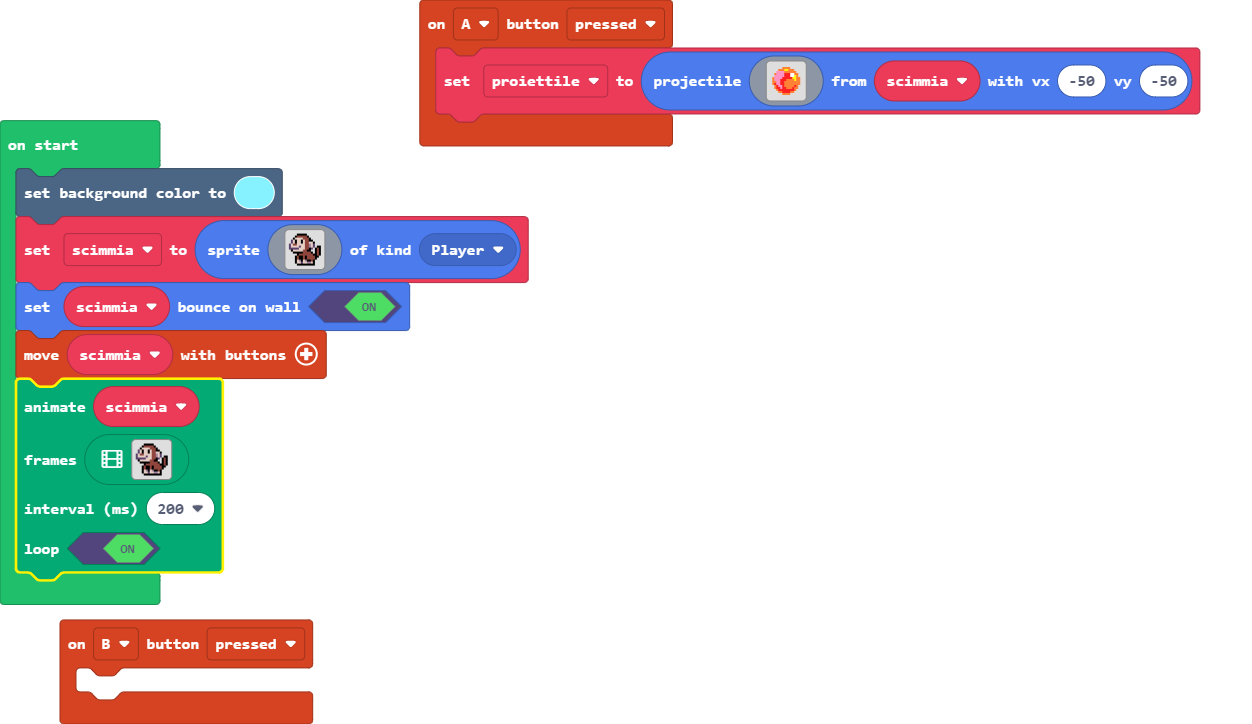 on A button pressed
set proiettile to projectile from scimmia with vx -50 vy -50
on start
set background color to
set scimmia to sprite of kind Player
set scimmia bounce on wall ON
move scimmia with buttons
animate scimmia
frames
interval (ms) 200
loop ON
on B button pressed